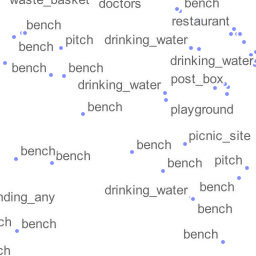 waste_basket
doctors
bench
restaurant
bench
pitch
drinking_water
bench
drinking_water
bench
bench
drinking_water
post_box
bench
playground
picnic_site
bench
bench
bench
bench
pitch
nding_any
drinking_water
bench
bench
ch
bench
bench
ch